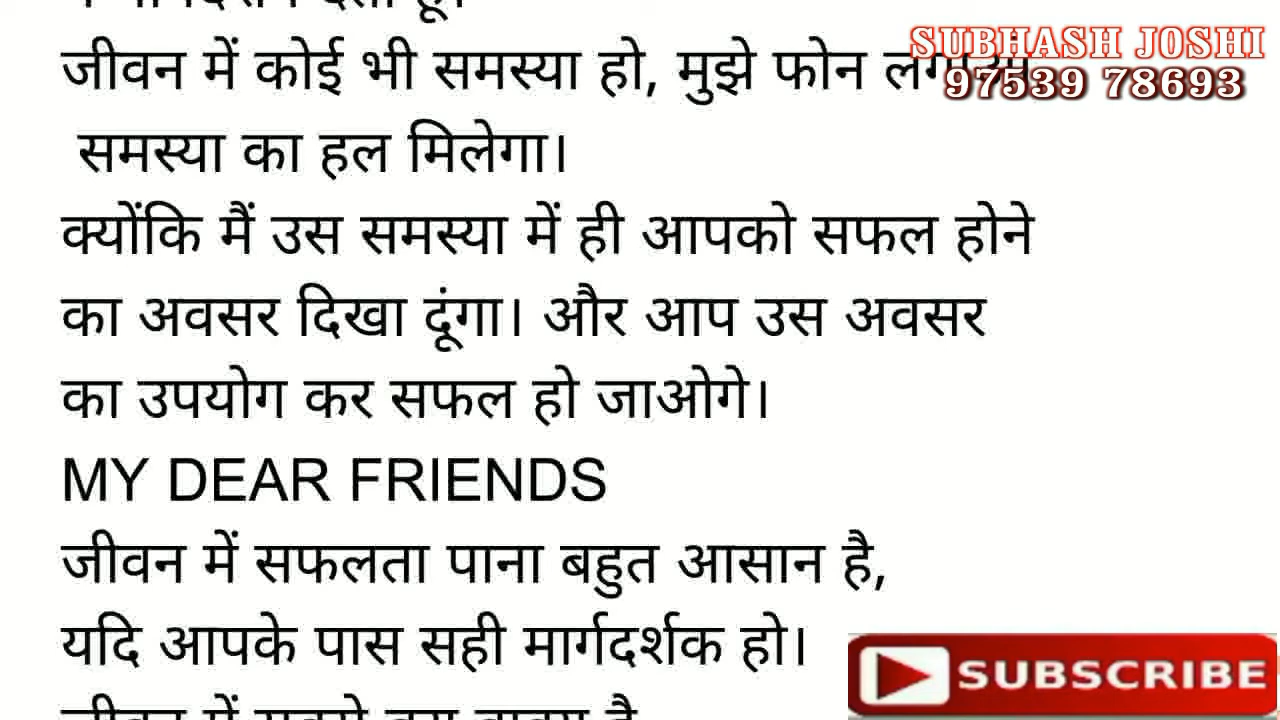 जीवन में कोई भी समस्या हो, मुझे फोन
SUBHASH JOSHI
97539 78693
समस्या का हल मिलेगा।
क्योंकि मैं उस समस्या में ही आपको सफल होने
का अवसर दिखा दूंगा। और आप उस अवसर
का उपयोग कर सफल हो जाओगे।
MY DEAR FRIENDS
जीवन में सफलता पाना बहुत आसान है,
यदि आपके पास सही मार्गदर्शक हो।
SUBSCRIBE